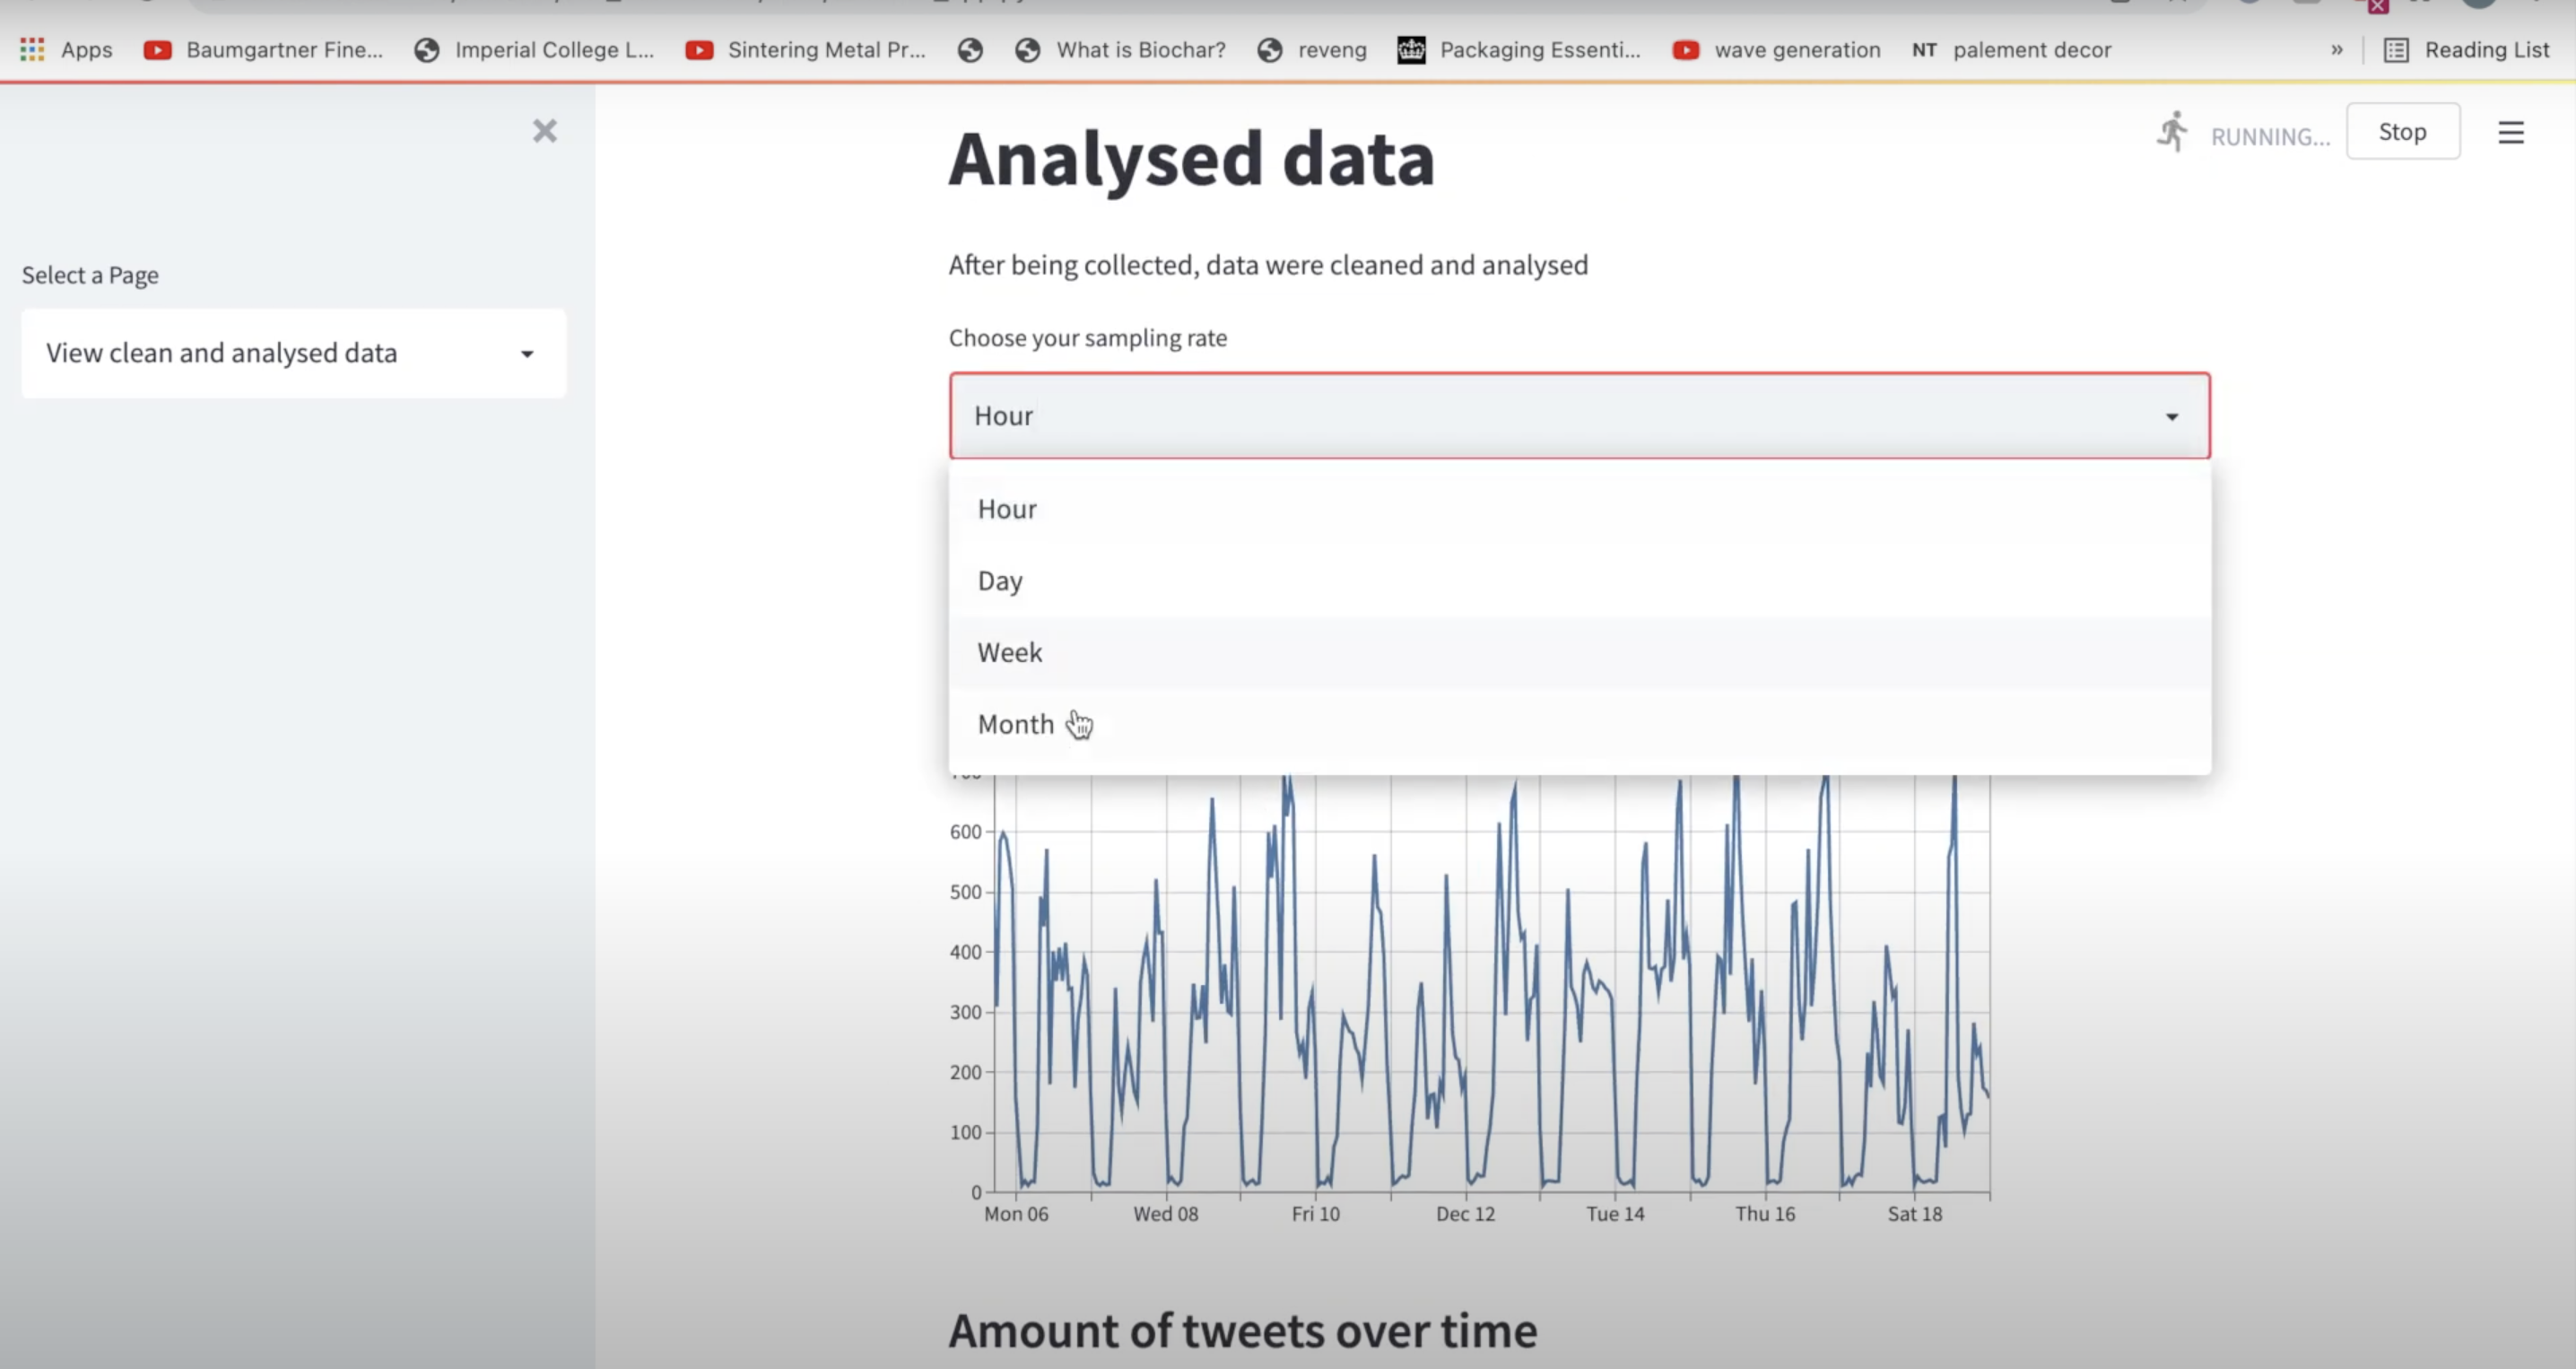 Apps Baumgartner Fine... Imperial College L... Sintering Metal Pr... What is Biochar? reveng Packaging Essenti... wave generation NT palement decor » Reading List
Analysed data
RUNNING... Stop
After being collected, data were cleaned and analysed
Select a Page
View clean and analysed data
Choose your sampling rate
Hour
Hour
Day
Week
Month
600
500
400
300
200
100
0
Mon 06 Wed 08 Fri 10 Dec 12 Tue 14 Thu 16 Sat 18
Amount of tweets over time